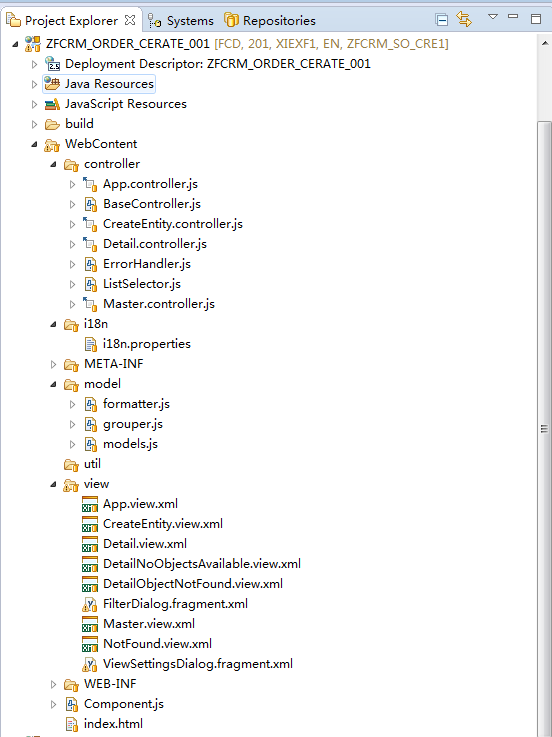 Project Explorer Systems Repositories
ZFCRM_ORDER_CERATE_001 [FCD, 201, XIEXF1, EN, ZFCRM_SO_CRE1]
Deployment Descriptor: ZFCRM_ORDER_CERATE_001
Java Resources
JavaScript Resources
build
WebContent
controller
App.controller.js
BaseController.js
CreateEntity.controller.js
Detail.controller.js
ErrorHandler.js
ListSelector.js
Master.controller.js
i18n
i18n.properties
META-INF
model
formatter.js
grouper.js
models.js
util
view
App.view.xml
CreateEntity.view.xml
Detail.view.xml
DetailNoObjectsAvailable.view.xml
DetailObjectNotFound.view.xml
FilterDialog.fragment.xml
Master.view.xml
NotFound.view.xml
ViewSettingsDialog.fragment.xml
WEB-INF
Component.js
index.html